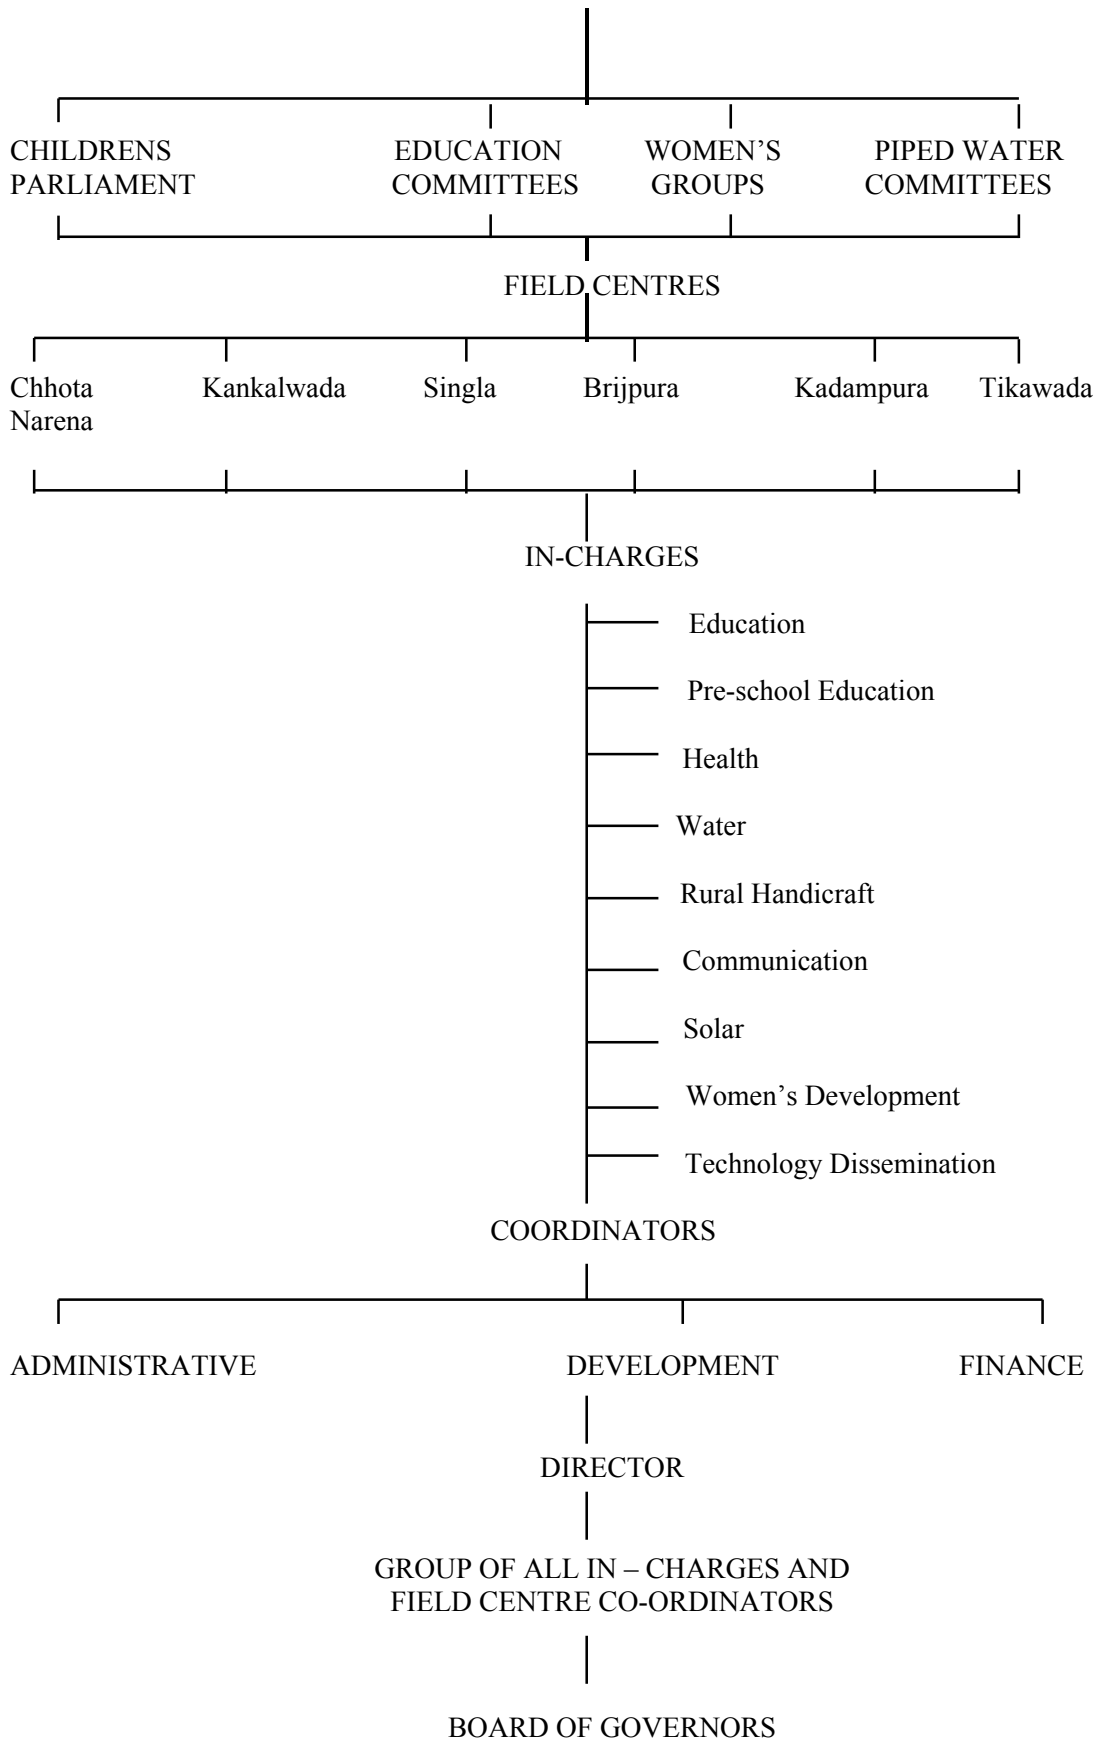 CHILDRENS EDUCATION WOMEN’S PIPED WATER
PARLIAMENT COMMITTEES GROUPS COMMITTEES
FIELD CENTRES
Chhota Kankalwada Singla Brijpura Kadampura Tikawada
Narena
IN-CHARGES
Education
Pre-school Education
Health
Water
Rural Handicraft
Communication
Solar
Women’s Development
Technology Dissemination
COORDINATORS
ADMINISTRATIVE DEVELOPMENT FINANCE
DIRECTOR
GROUP OF ALL IN – CHARGES AND
FIELD CENTRE CO-ORDINATORS
BOARD OF GOVERNORS